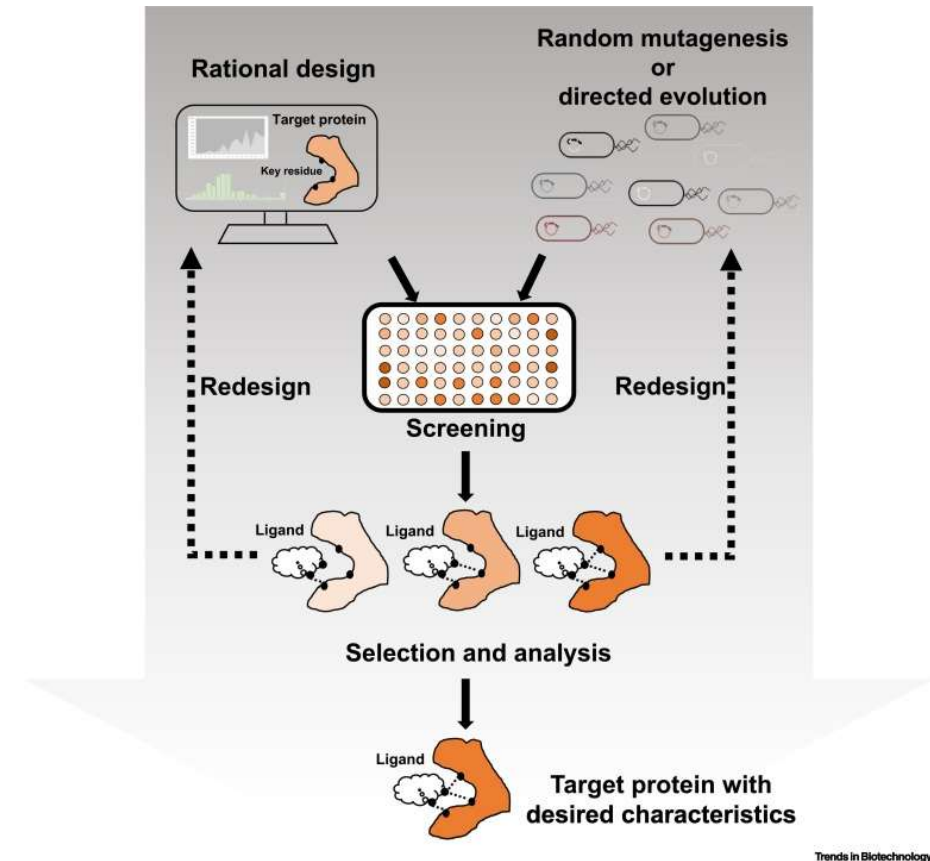 Rational design
Random mutagenesis
or
directed evolution
Target protein
Key residue
Redesign
Redesign
Screening
Ligand
Ligand
Ligand
Selection and analysis
Ligand
Target protein with
desired characteristics
Trends in Biotechnology